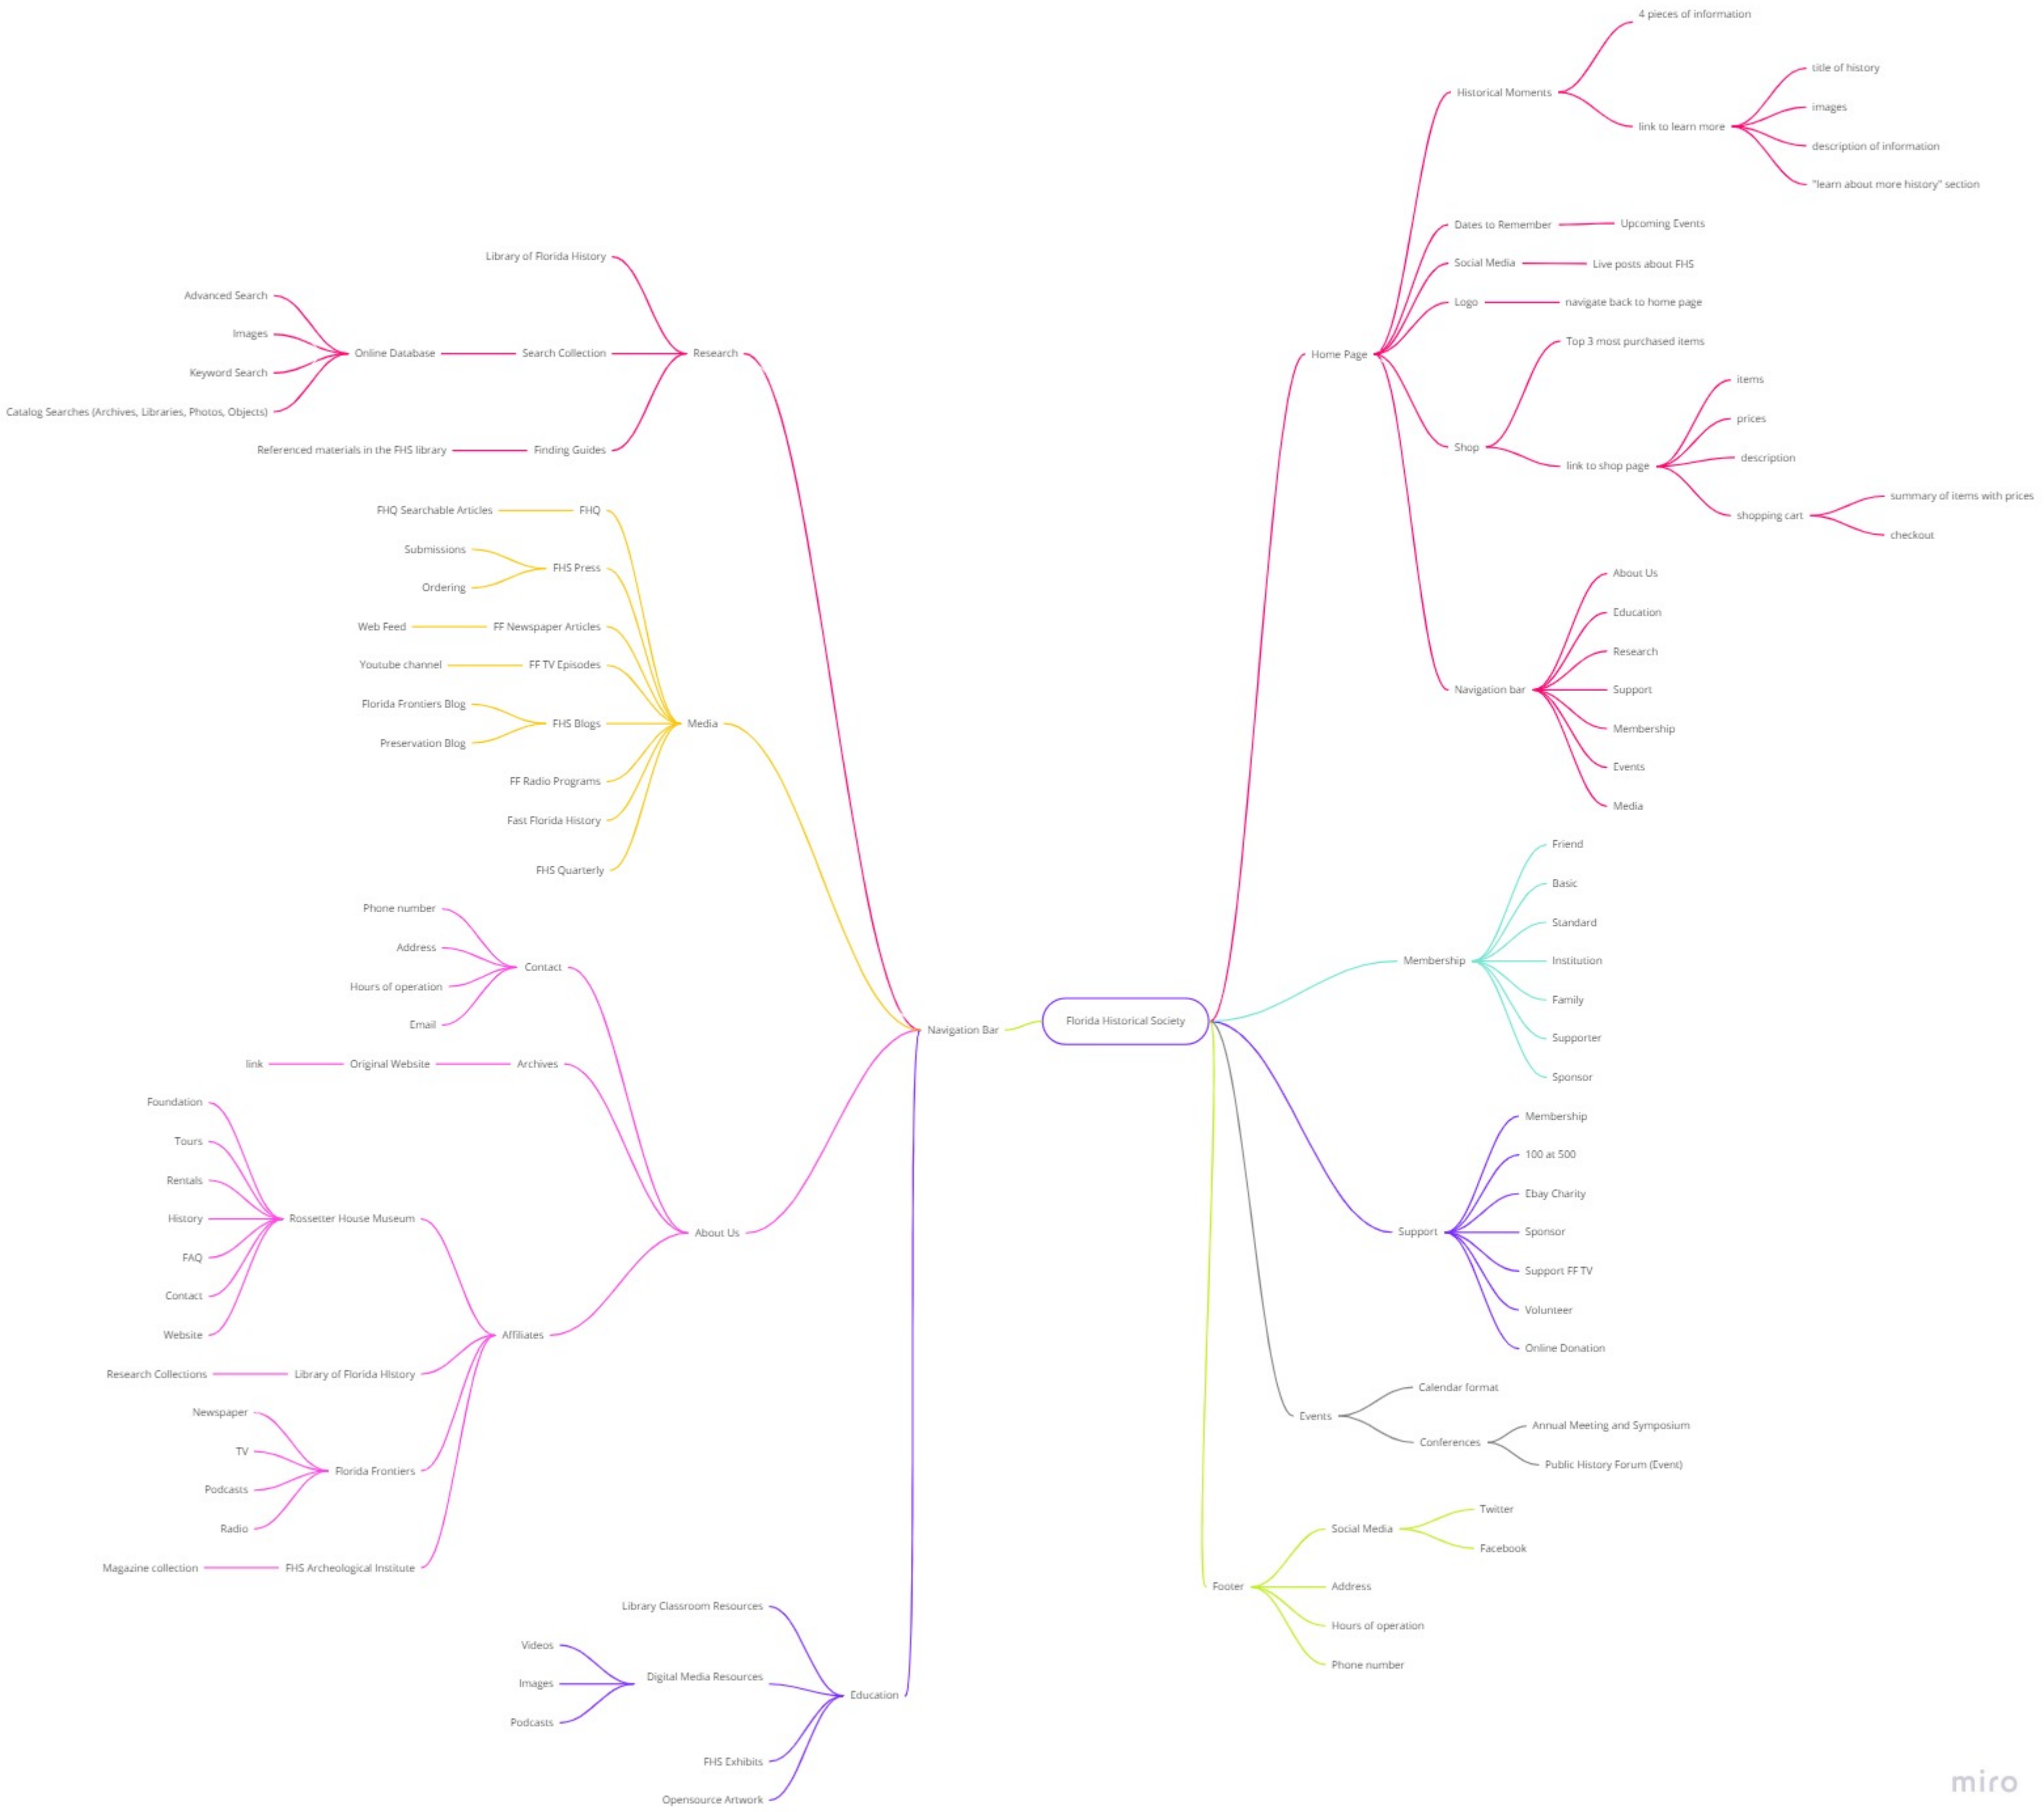 Florida Historical Society
Home Page
Historical Moments
4 pieces of information
link to learn more
title of history
images
description of information
"learn about more history" section
Dates to Remember
Upcoming Events
Social Media
Live posts about FHS
Logo
navigate back to home page
Shop
Top 3 most purchased items
link to shop page
items
prices
description
shopping cart
summary of items with prices
checkout
Navigation bar
About Us
Education
Research
Support
Membership
Events
Media
Membership
Friend
Basic
Standard
Institution
Family
Supporter
Sponsor
Support
Membership
100 at 500
Ebay Charity
Sponsor
Support FF TV
Volunteer
Online Donation
Events
Calendar format
Conferences
Annual Meeting and Symposium
Public History Forum (Event)
Footer
Social Media
Twitter
Facebook
Address
Hours of operation
Phone number
Navigation Bar
Research
Library of Florida History
Search Collection
Online Database
Advanced Search
Images
Keyword Search
Catalog Searches (Archives, Libraries, Photos, Objects)
Finding Guides
Referenced materials in the FHS library
Media
FHQ
FHQ Searchable Articles
FHS Press
Submissions
Ordering
FF Newspaper Articles
Web Feed
FF TV Episodes
Youtube channel
FHS Blogs
Florida Frontiers Blog
Preservation Blog
FF Radio Programs
Fast Florida History
FHS Quarterly
About Us
Contact
Phone number
Address
Hours of operation
Email
Archives
Original Website
link
Affiliates
Rossetter House Museum
Foundation
Tours
Rentals
History
FAQ
Contact
Website
Library of Florida HIstory
Research Collections
Florida Frontiers
Newspaper
TV
Podcasts
Radio
FHS Archeological Institute
Magazine collection
Education
Library Classroom Resources
Digital Media Resources
Videos
Images
Podcasts
FHS Exhibits
Opensource Artwork
miro